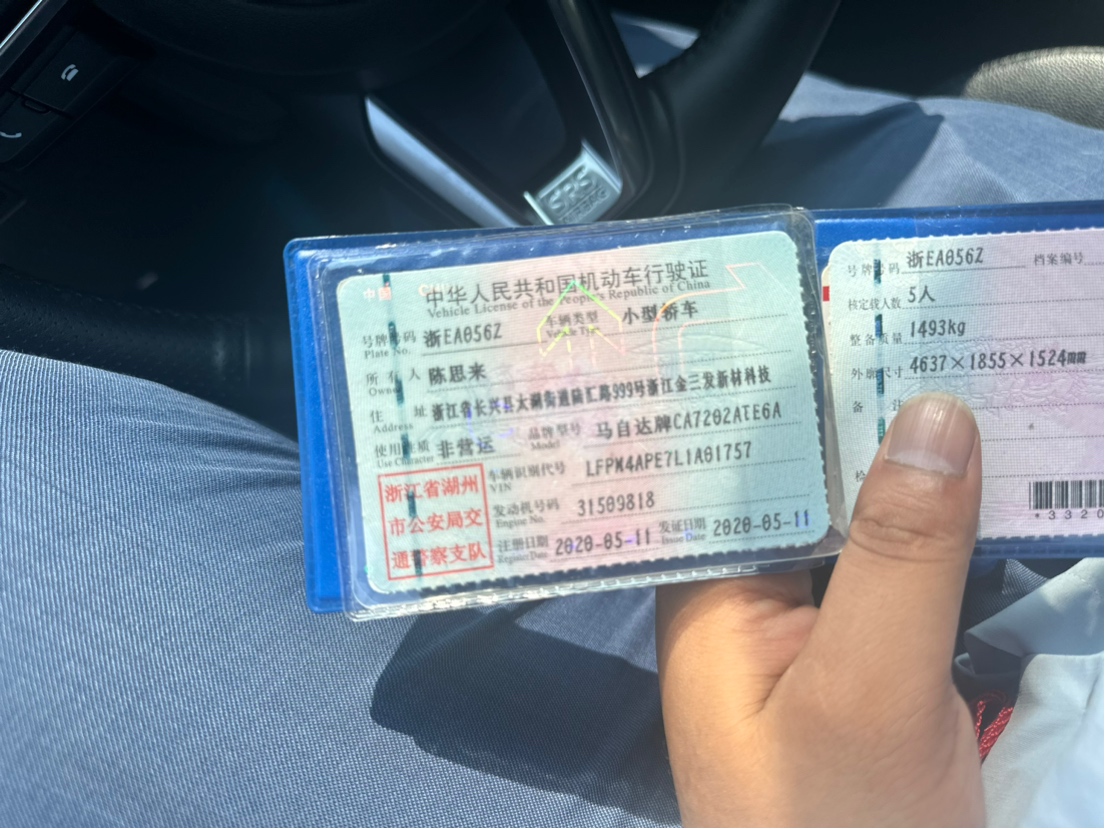 SRS
中国 CHINA
中华人民共和国机动车行驶证
Vehicle License of the People's Republic of China
号牌号码 浙EA056Z 车辆类型 小型轿车
Plate No. Vehicle Type
所有人 陈思来
住址 浙江省长兴县太湖街道陆汇路999号浙江金三发新材科技
Address
使用性质 非营运 品牌型号 马自达牌CA7202ATE6A
Use Character Model
浙江省湖州
市公安局交
通警察支队
车辆识别代号 LFPM4APE7L1A01757
VIN
发动机号码 31509818
Engine No.
注册日期 2020-05-11 发证日期 2020-05-11
Register Date Issue Date
号牌号码 浙EA056Z 档案编号
核定载人数 5人
整备质量 1493kg
外廓尺寸 4637×1855×1524mm
备注
检
*3320